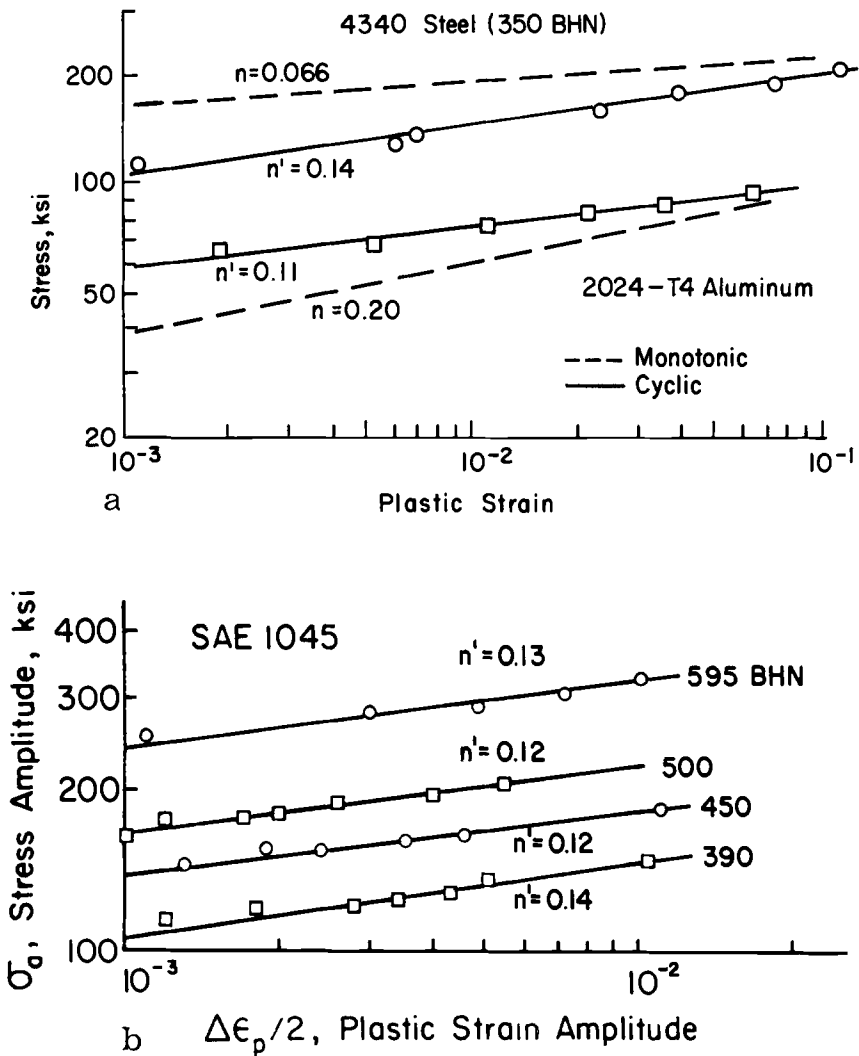 4340 Steel (350 BHN)
n=0.066
200
n'=0.14
100
n'=0.11
50
n=0.20
2024-T4 Aluminum
Monotonic
Cyclic
20
10⁻³
10⁻²
10⁻¹
Stress, ksi
a
Plastic Strain
400
SAE 1045
n'=0.13
595 BHN
300
n'=0.12
500
200
450
n'=0.12
390
n'=0.14
100
10⁻³
10⁻²
σₐ, Stress Amplitude, ksi
b
Δϵₚ/2, Plastic Strain Amplitude